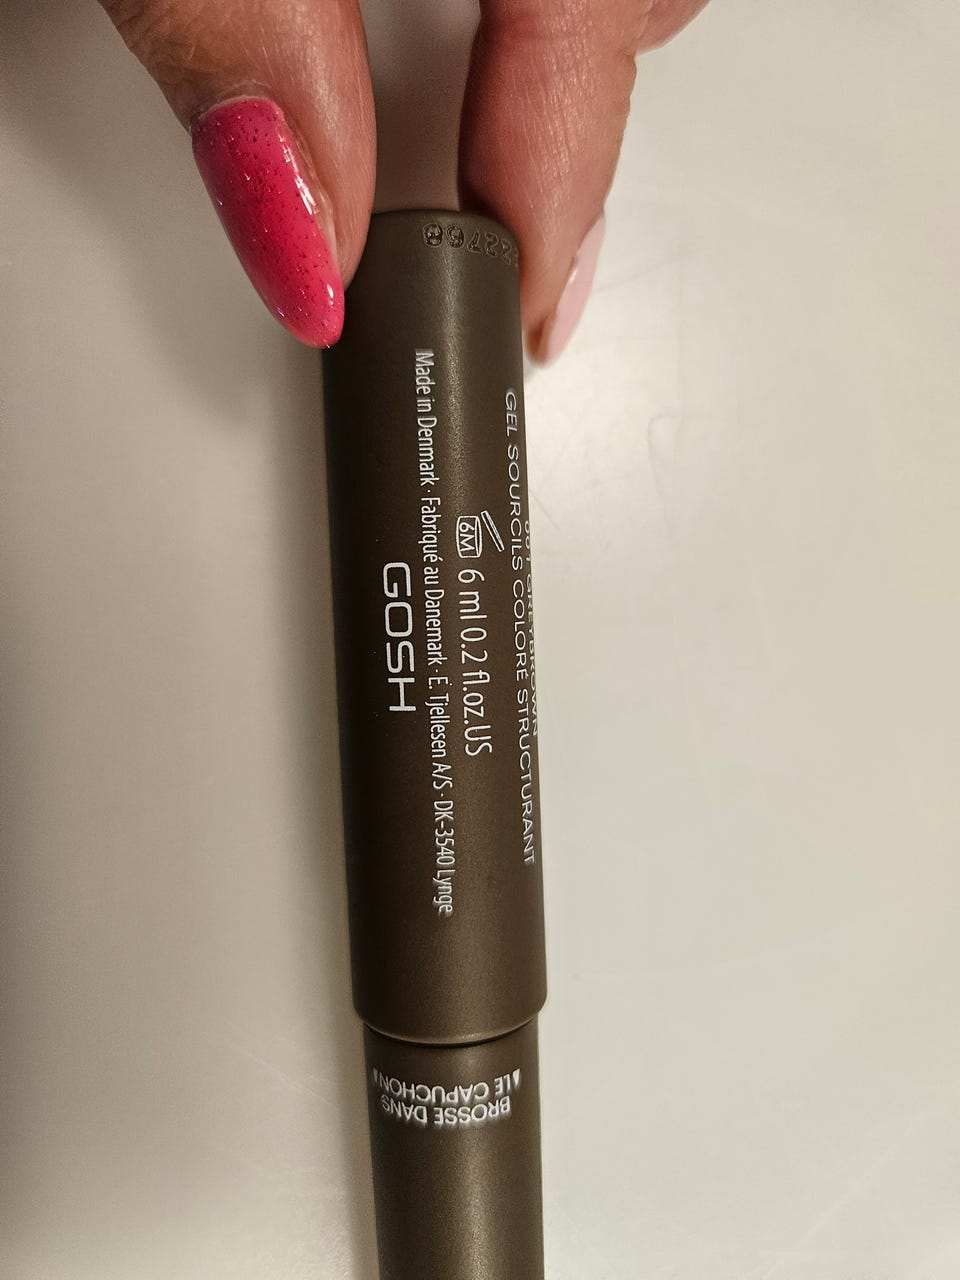 GREYBROWN
GEL SOURCILS COLORÉ STRUCTURANT
6M 6 ml 0.2 fl.oz.US
Made in Denmark · Fabriqué au Danemark · E. Tjellesen A/S · DK-3540 Lynge
GOSH
BROSSE DANS
LE CAPUCHON